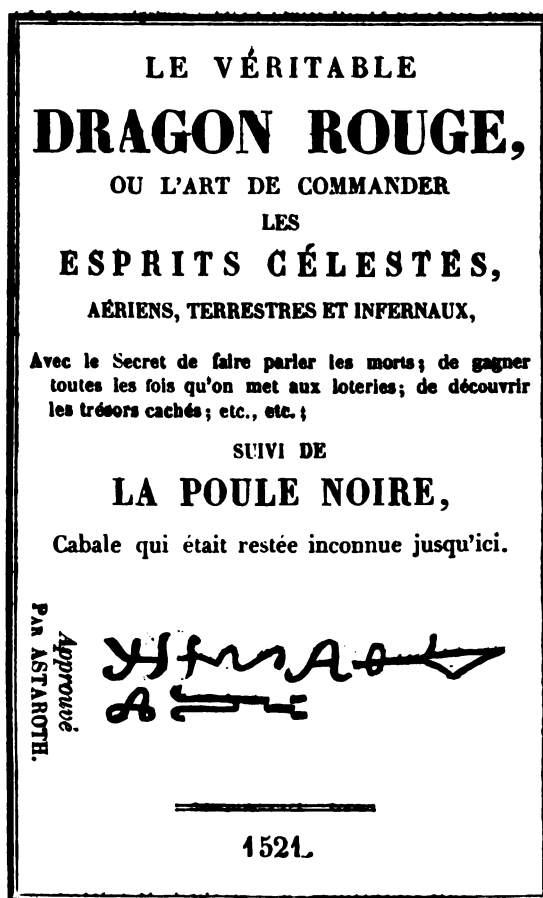 LE VÉRITABLE
DRAGON ROUGE,
OU L'ART DE COMMANDER
LES
ESPRITS CÉLESTES,
AÉRIENS, TERRESTRES ET INFERNAUX,
Avec le Secret de faire parler les morts; de gagner
toutes les fois qu'on met aux loteries; de découvrir
les trésors cachés; etc., etc.;
SUIVI DE
LA POULE NOIRE,
Cabale qui était restée inconnue jusqu'ici.
Approuvé
PAR ASTAROTH.
1521.